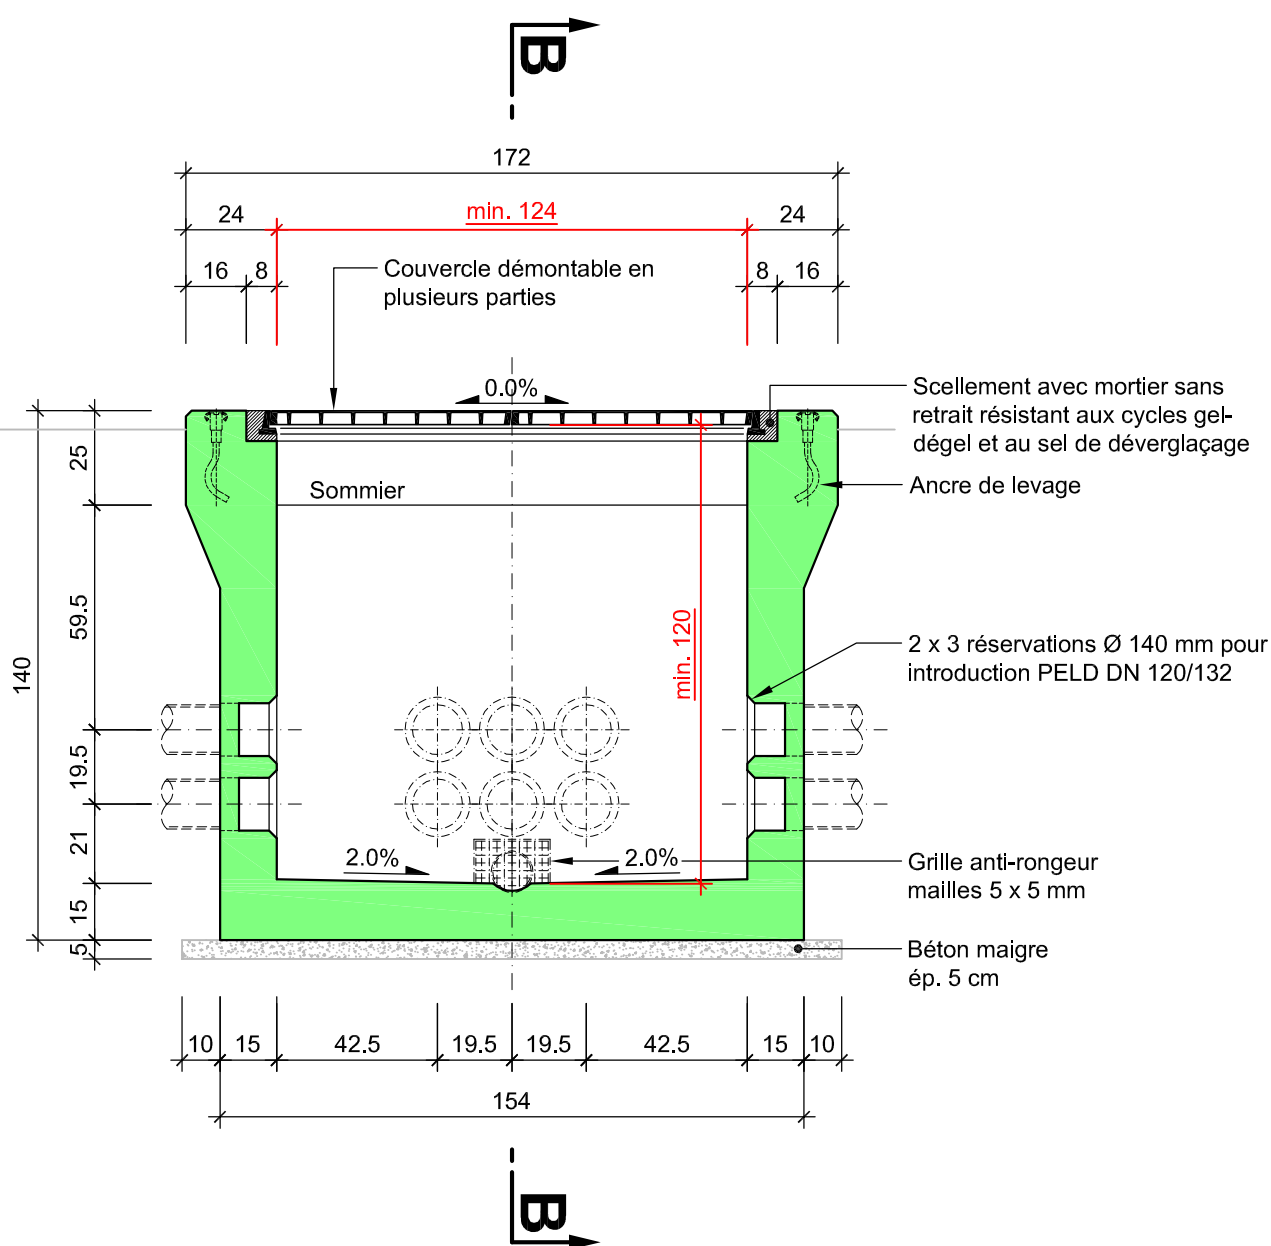 B
172
24
min. 124
24
16
8
8
16
Couvercle démontable en
plusieurs parties
0.0%
Scellement avec mortier sans
retrait résistant aux cycles gel-
dégel et au sel de déverglaçage
Ancre de levage
25
Sommier
59.5
140
min. 120
2 x 3 réservations Ø 140 mm pour
introduction PELD DN 120/132
19.5
21
2.0%
2.0%
Grille anti-rongeur
mailles 5 x 5 mm
15
5
Béton maigre
ép. 5 cm
10
15
42.5
19.5
19.5
42.5
15
10
154
B